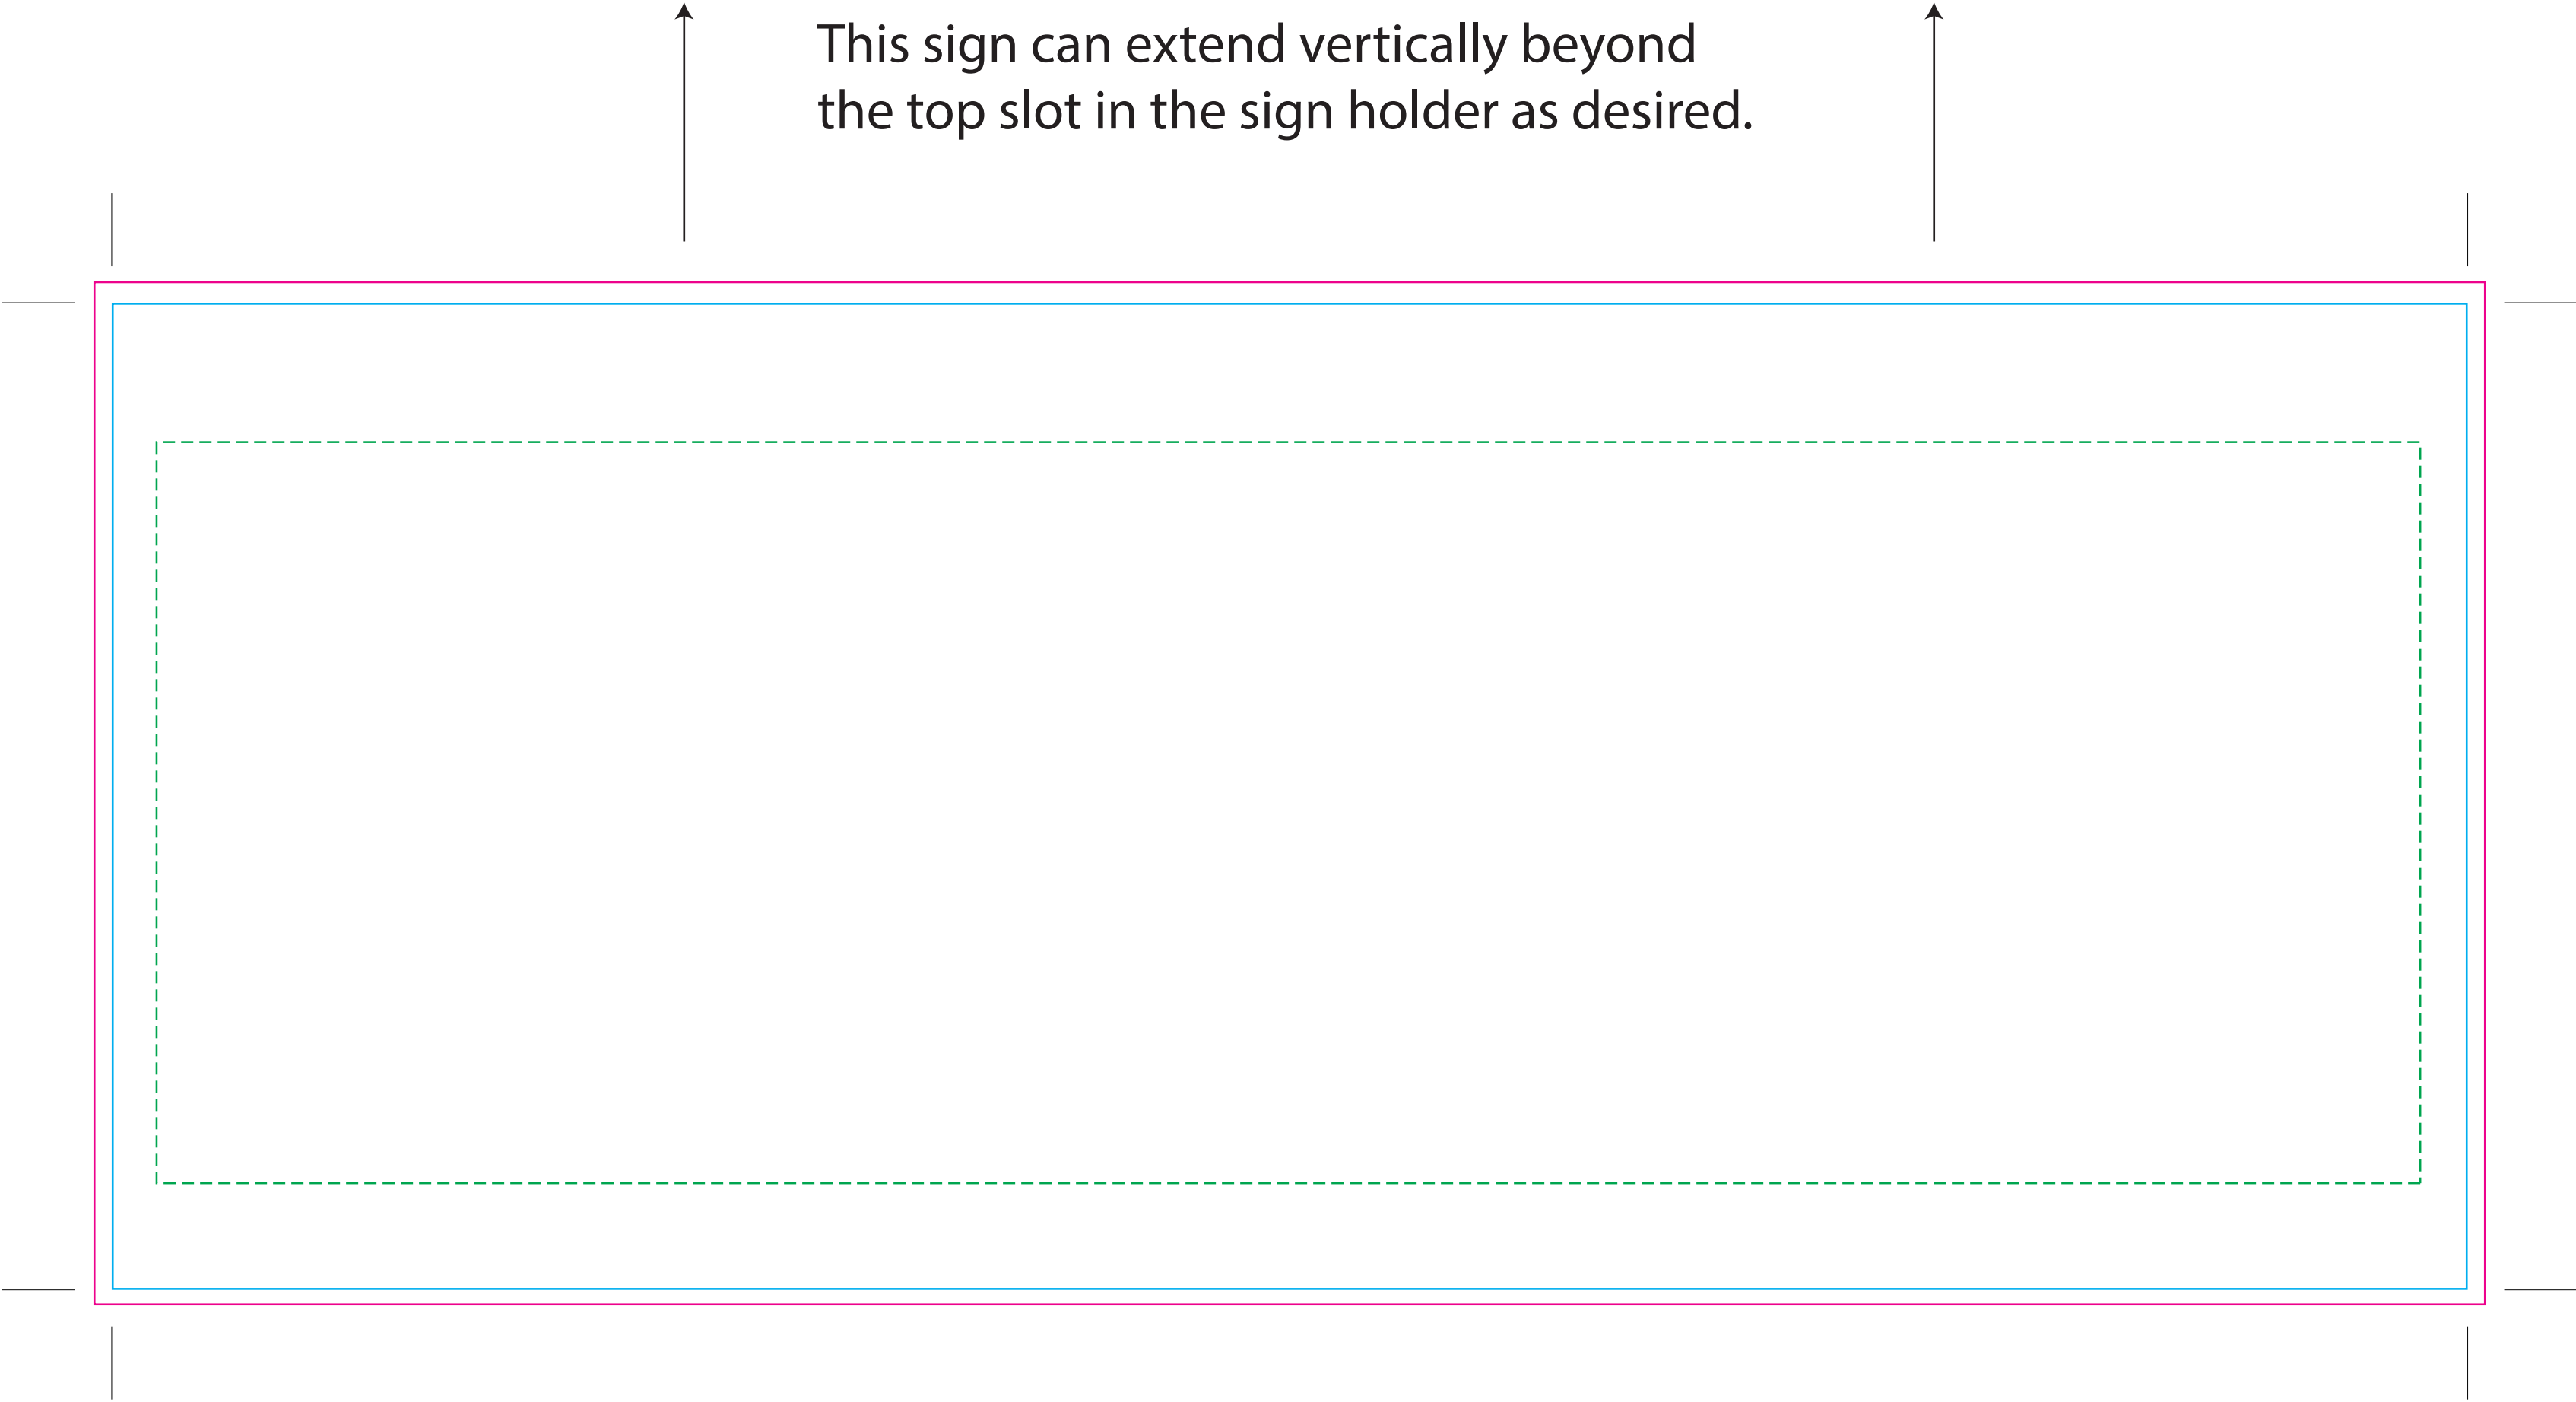 This sign can extend vertically beyond
the top slot in the sign holder as desired.